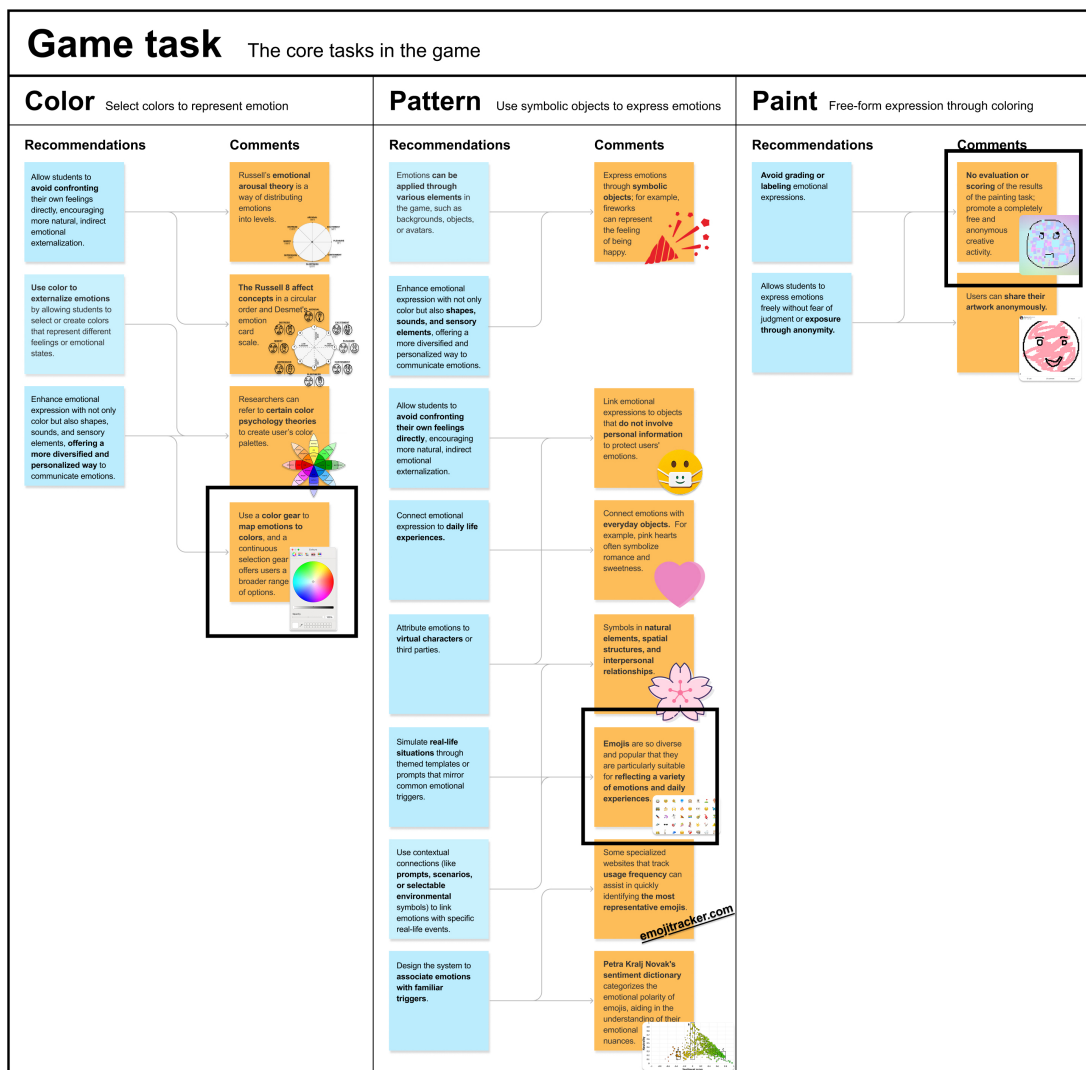 Game task The core tasks in the game
Color Select colors to represent emotion
Recommendations
Comments
Allow students to
avoid confronting
their own feelings
directly, encouraging
more natural, indirect
emotional
externalization.
Russell's emotional
arousal theory is a
way of distributing
emotions
into levels.
Use color to
externalize emotions
by allowing students to
select or create colors
that represent different
feelings or emotional
states.
The Russell 8 affect
concepts in a circular
order and Desmet's
emotion
card
scale.
Enhance emotional
expression with not only
color but also shapes,
sounds, and sensory
elements, offering a
more diversified and
personalized way to
communicate emotions.
Researchers can
refer to certain color
psychology theories
to create user's color
palettes.
Use a color gear to
map emotions to
colors, and a
continuous
selection gear
offers users a
broader range
of options.
Pattern Use symbolic objects to express emotions
Recommendations
Comments
Emotions can be
applied through
various elements in
the game, such as
backgrounds, objects,
or avatars.
Express emotions
through symbolic
objects; for example,
fireworks
can represent
the feeling
of being
happy.
Enhance emotional
expression with not only
color but also shapes,
sounds, and sensory
elements, offering a
more diversified and
personalized way to
communicate emotions.
Allow students to
avoid confronting
their own feelings
directly, encouraging
more natural, indirect
emotional
externalization.
Link emotional
expressions to objects
that do not involve
personal information
to protect users'
emotions.
Connect emotional
expression to daily life
experiences.
Connect emotions with
everyday objects. For
example, pink hearts
often symbolize
romance and
sweetness.
Attribute emotions to
virtual characters or
third parties.
Symbols in natural
elements, spatial
structures, and
interpersonal
relationships.
Simulate real-life
situations through
themed templates or
prompts that mirror
common emotional
triggers.
Emojis are so diverse
and popular that they
are particularly suitable
for reflecting a variety
of emotions and daily
experiences.
Use contextual
connections (like
prompts, scenarios,
or selectable
environmental
symbols) to link
emotions with specific
real-life events.
Some specialized
websites that track
usage frequency can
assist in quickly
identifying the most
representative emojis.
emojitracker.com
Design the system to
associate emotions
with familiar
triggers.
Petra Kralj Novak's
sentiment dictionary
categorizes the
emotional polarity of
emojis, aiding in the
understanding of their
emotional
nuances.
Paint Free-form expression through coloring
Recommendations
Comments
Avoid grading or
labeling emotional
expressions.
No evaluation or
scoring of the results
of the painting task;
promote a completely
free and
anonymous
creative
activity.
Allows students to
express emotions
freely without fear of
judgment or exposure
through anonymity.
Users can share their
artwork anonymously.